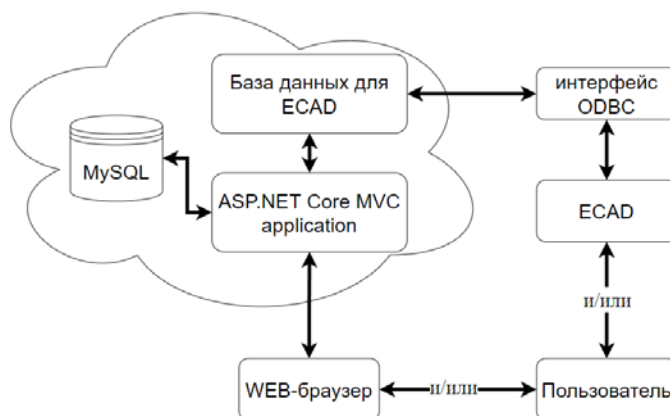 База данных для
ECAD
интерфейс
ODBC
MySQL
ASP.NET Core MVC
application
ECAD
и/или
WEB-браузер
и/или
Пользователь